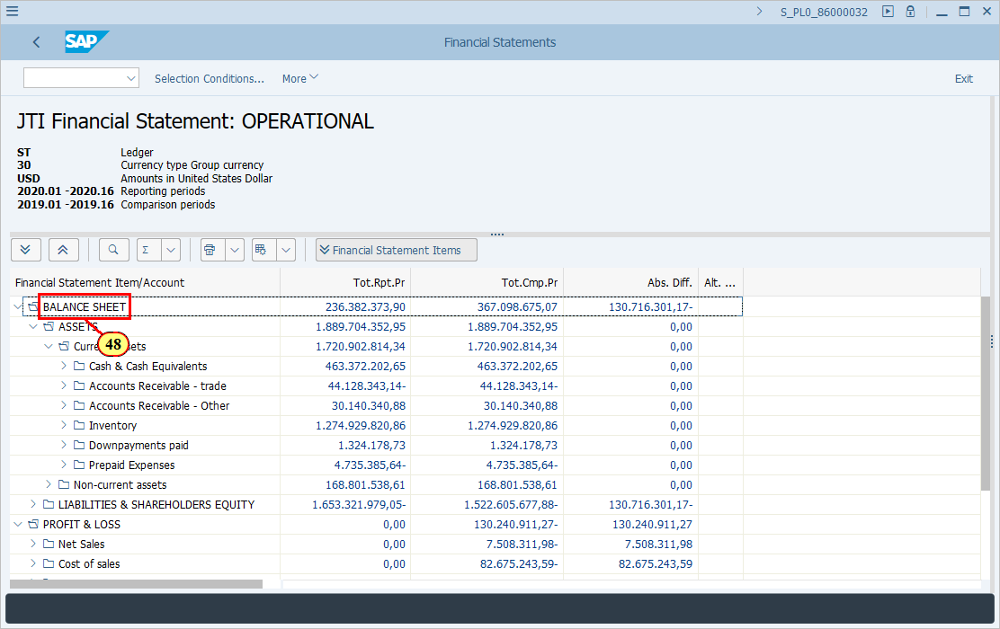 S_PL0_86000032
SAP Financial Statements
Selection Conditions... More Exit
JTI Financial Statement: OPERATIONAL
ST Ledger
30 Currency type Group currency
USD Amounts in United States Dollar
2020.01 -2020.16 Reporting periods
2019.01 -2019.16 Comparison periods
Σ Financial Statement Items
Financial Statement Item/Account Tot.Rpt.Pr Tot.Cmp.Pr Abs. Diff. Alt. ...
BALANCE SHEET 236.382.373,90 367.098.675,07 130.716.301,17-
ASSETS 1.889.704.352,95 1.889.704.352,95 0,00
48
1.720.902.814,34 1.720.902.814,34 0,00
Cash & Cash Equivalents 463.372.202,65 463.372.202,65 0,00
Accounts Receivable - trade 44.128.343,14- 44.128.343,14- 0,00
Accounts Receivable - Other 30.140.340,88 30.140.340,88 0,00
Inventory 1.274.929.820,86 1.274.929.820,86 0,00
Downpayments paid 1.324.178,73 1.324.178,73 0,00
Prepaid Expenses 4.735.385,64- 4.735.385,64- 0,00
Non-current assets 168.801.538,61 168.801.538,61 0,00
LIABILITIES & SHAREHOLDERS EQUITY 1.653.321.979,05- 1.522.605.677,88- 130.716.301,17-
PROFIT & LOSS 0,00 130.240.911,27- 130.240.911,27
Net Sales 0,00 7.508.311,98- 7.508.311,98
Cost of sales 0,00 82.675.243,59- 82.675.243,59